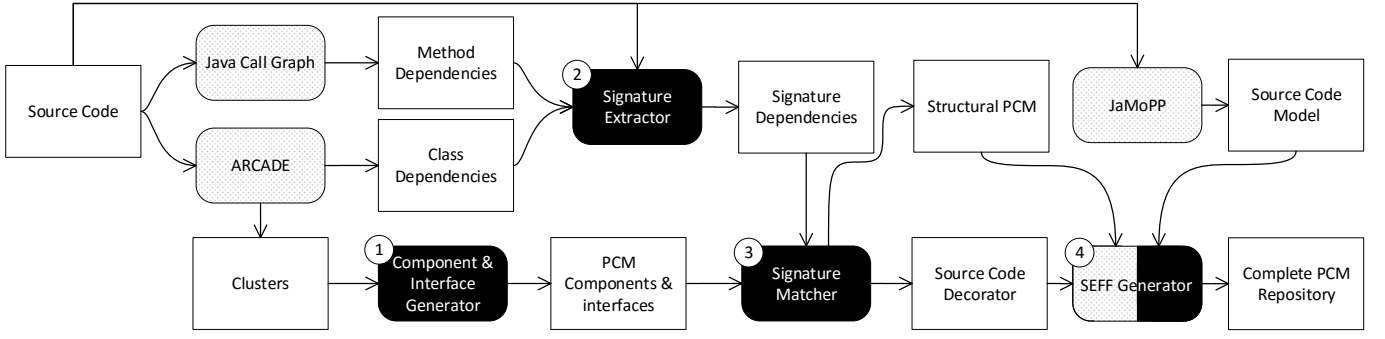 Source Code
Java Call Graph
ARCADE
Method
Dependencies
Class
Dependencies
2
Signature
Extractor
Signature
Dependencies
Structural PCM
JaMoPP
Source Code
Model
Clusters
1
Component &
Interface
Generator
PCM
Components &
interfaces
3
Signature
Matcher
Source Code
Decorator
4
SEFF Generator
Complete PCM
Repository